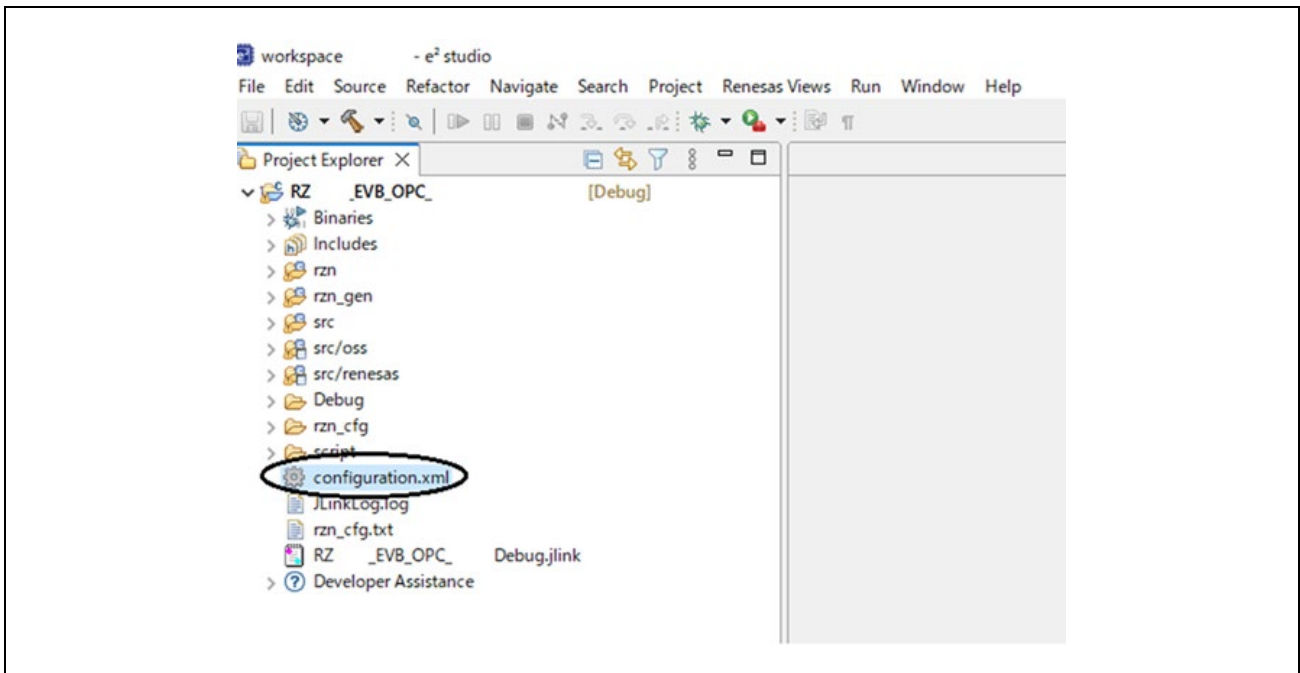 workspace - e² studio
File Edit Source Refactor Navigate Search Project Renesas Views Run Window Help
Project Explorer
RZ _EVB_OPC_ [Debug]
Binaries
Includes
rzn
rzn_gen
src
src/oss
src/renesas
Debug
rzn_cfg
script
configuration.xml
JLinkLog.log
rzn_cfg.txt
RZ _EVB_OPC_ Debug.jlink
Developer Assistance